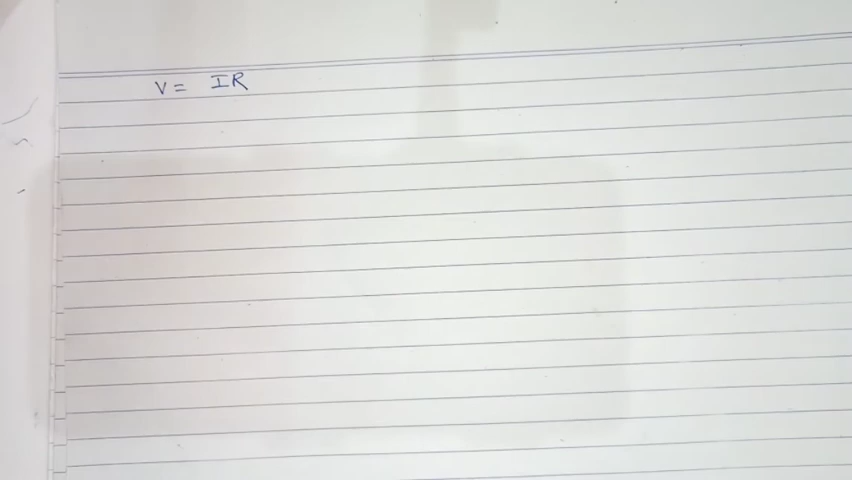 V = IR